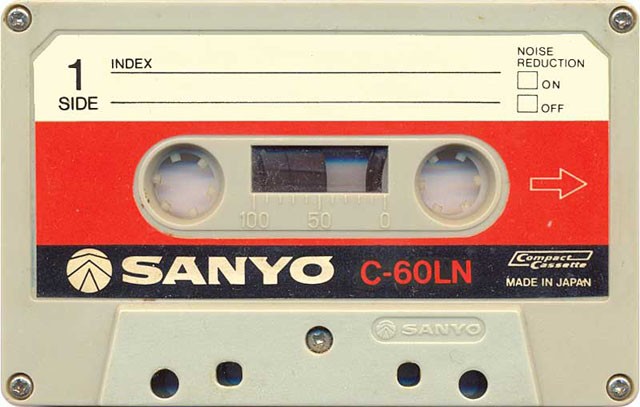 1
SIDE
INDEX
NOISE
REDUCTION
ON
OFF
100 50 0
SANYO
C-60LN
Compact
Cassette
MADE IN JAPAN
SANYO